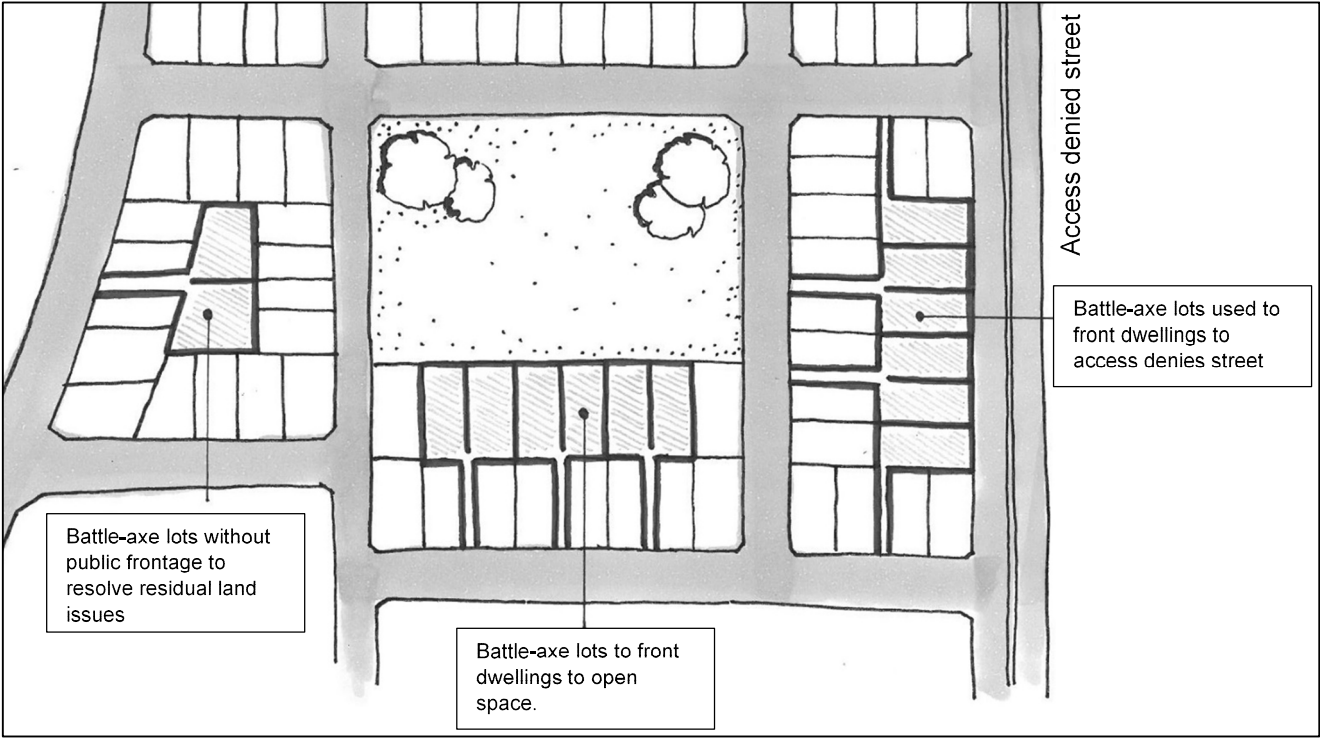 Access denied street
Battle-axe lots used to
front dwellings to
access denies street
Battle-axe lots without
public frontage to
resolve residual land
issues
Battle-axe lots to front
dwellings to open
space.